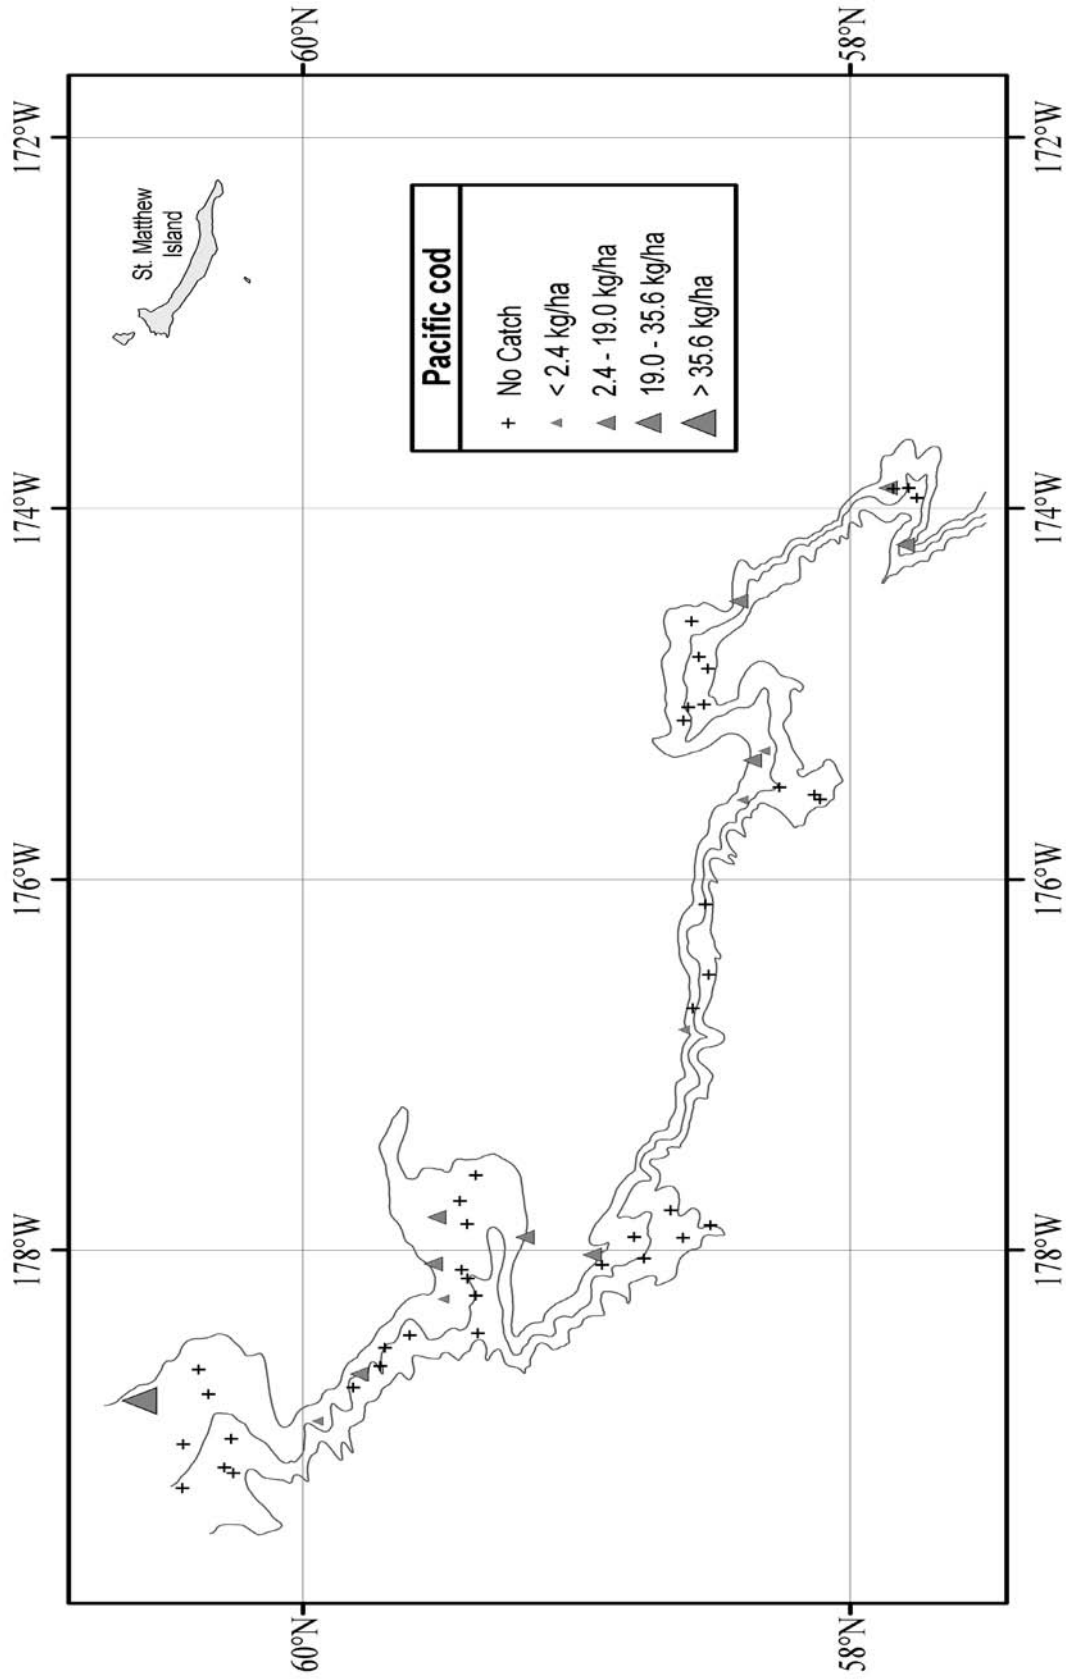 60°N
58°N
172°W
172°W
St. Matthew
Island
Pacific cod
No Catch
< 2.4 kg/ha
2.4 - 19.0 kg/ha
19.0 - 35.6 kg/ha
> 35.6 kg/ha
174°W
174°W
176°W
176°W
178°W
178°W
60°N
58°N